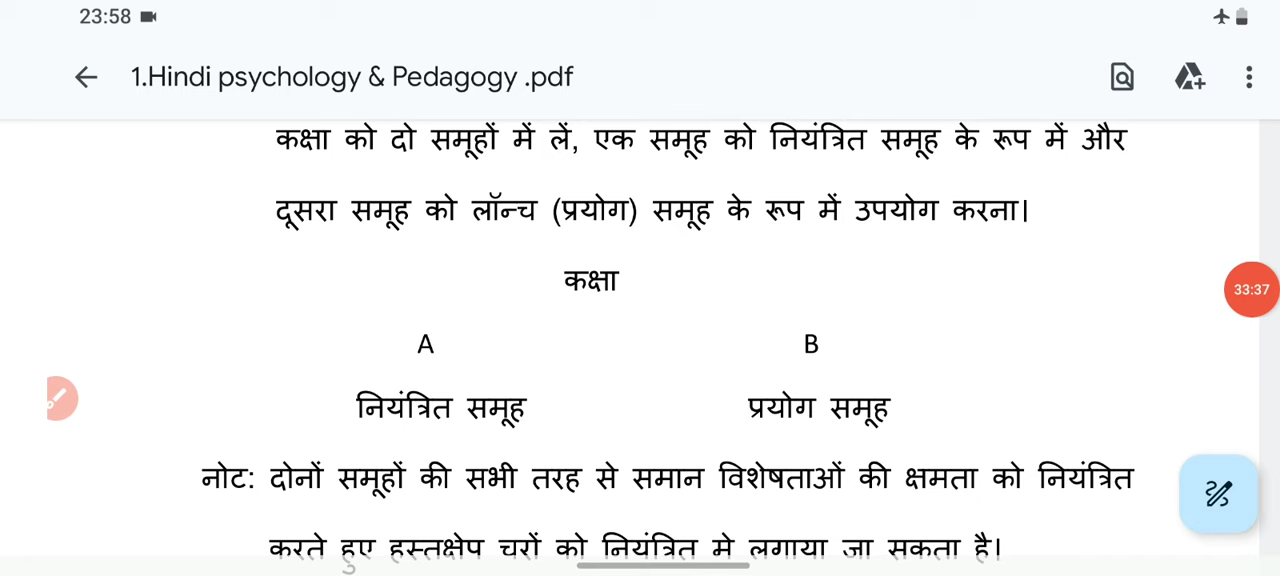 23:58
1.Hindi psychology & Pedagogy .pdf
कक्षा को दो समूहों में लें, एक समूह को नियंत्रित समूह के रूप में और
दूसरा समूह को लॉन्च (प्रयोग) समूह के रूप में उपयोग करना।
कक्षा
33:37
A B
नियंत्रित समूह प्रयोग समूह
नोट: दोनों समूहों की सभी तरह से समान विशेषताओं की क्षमता को नियंत्रित
करते हुए हस्तक्षेप चरों को नियंत्रित मे लगाया जा सकता है।